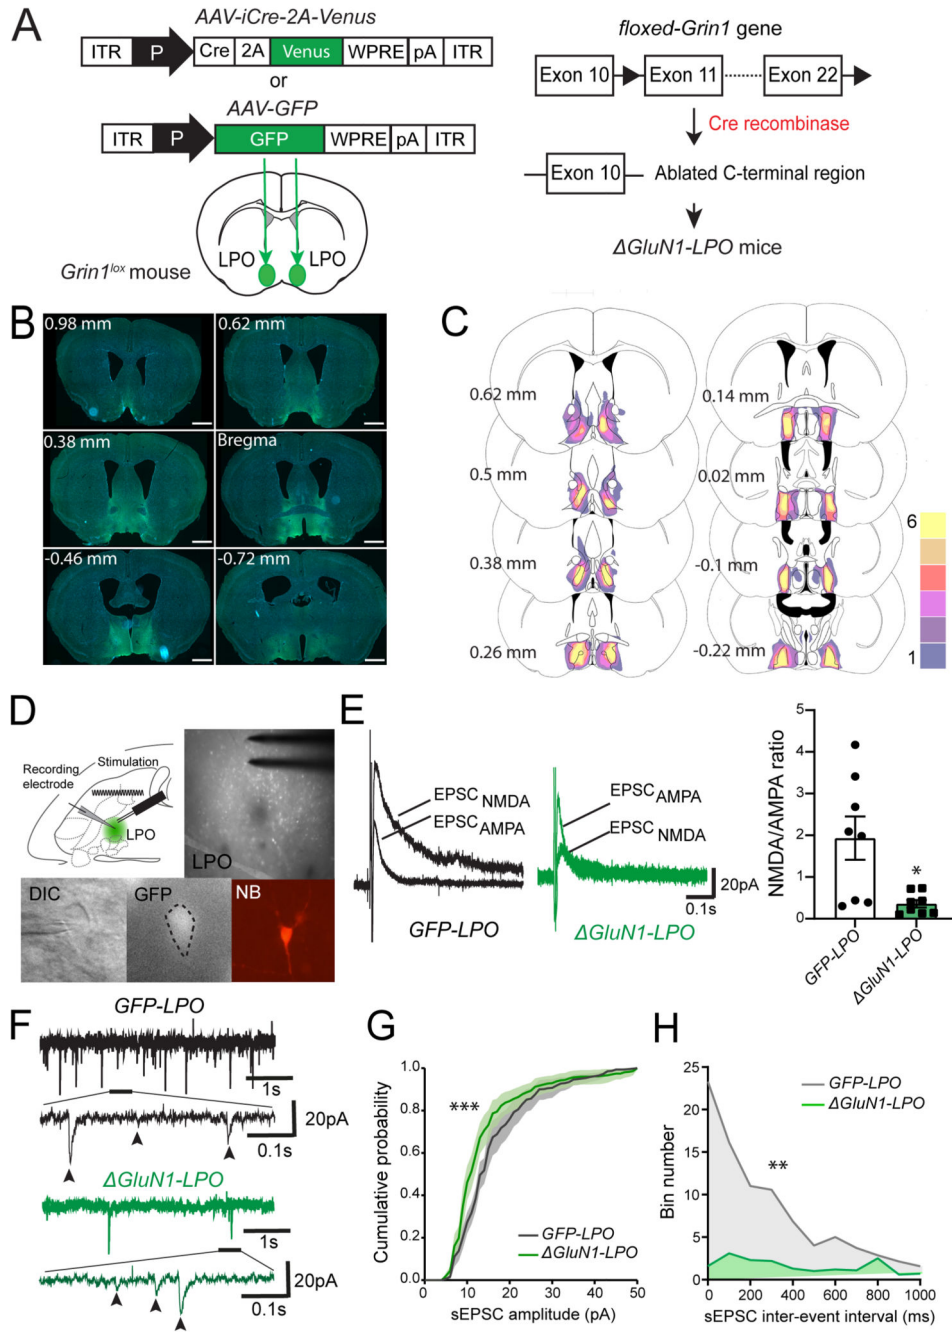 A
AAV-iCre-2A-Venus
ITR P Cre 2A Venus WPRE pA ITR
or
AAV-GFP
ITR P GFP WPRE pA ITR
LPO LPO
Grin1lox mouse
floxed-Grin1 gene
Exon 10 Exon 11 Exon 22
Cre recombinase
Exon 10 Ablated C-terminal region
ΔGluN1-LPO mice
B
0.98 mm 0.62 mm
0.38 mm Bregma
-0.46 mm -0.72 mm
C
0.62 mm
0.5 mm
0.38 mm
0.26 mm
0.14 mm
0.02 mm
-0.1 mm
-0.22 mm
6
1
D
Recording electrode
Stimulation
LPO
LPO
DIC GFP NB
E
EPSC NMDA
EPSC AMPA
GFP-LPO
EPSC AMPA
EPSC NMDA
ΔGluN1-LPO
20pA
0.1s
NMDA/AMPA ratio
5
4
3
2
1
0
*
GFP-LPO
ΔGluN1-LPO
F
GFP-LPO
1s
20pA
0.1s
ΔGluN1-LPO
1s
20pA
0.1s
G
Cumulative probability
1.0
0.8
0.6
0.4
0.2
0.0
***
GFP-LPO
ΔGluN1-LPO
0 10 20 30 40 50
sEPSC amplitude (pA)
H
Bin number
25
20
15
10
5
0
GFP-LPO
ΔGluN1-LPO
**
0 200 400 600 800 1000
sEPSC inter-event interval (ms)